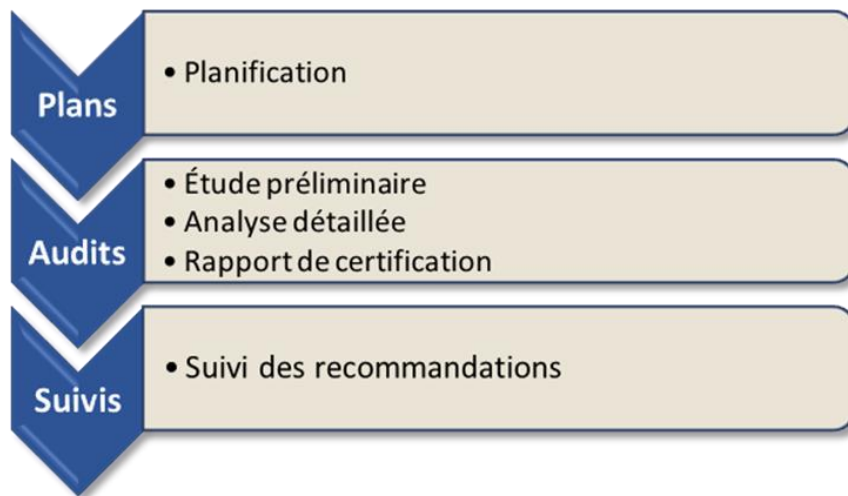 Plans
• Planification
Audits
• Étude préliminaire
• Analyse détaillée
• Rapport de certification
Suivis
• Suivi des recommandations